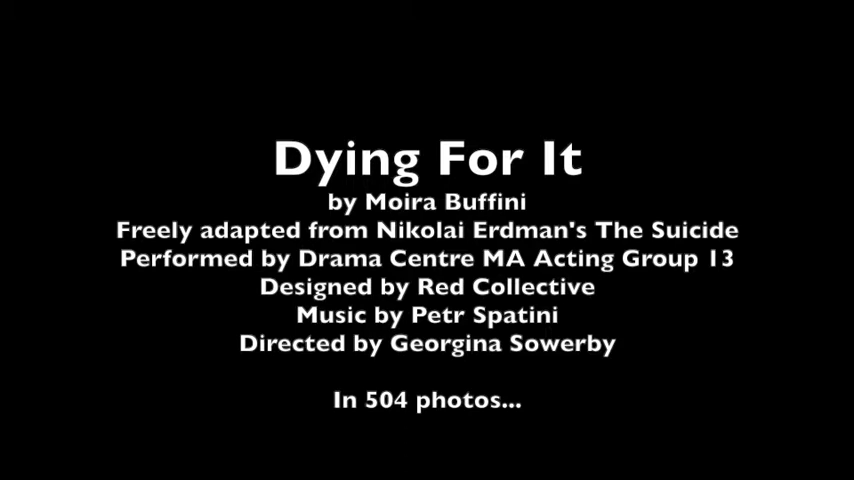 Dying For It
by Moira Buffini
Freely adapted from Nikolai Erdman's The Suicide
Performed by Drama Centre MA Acting Group 13
Designed by Red Collective
Music by Petr Spatini
Directed by Georgina Sowerby
In 504 photos...